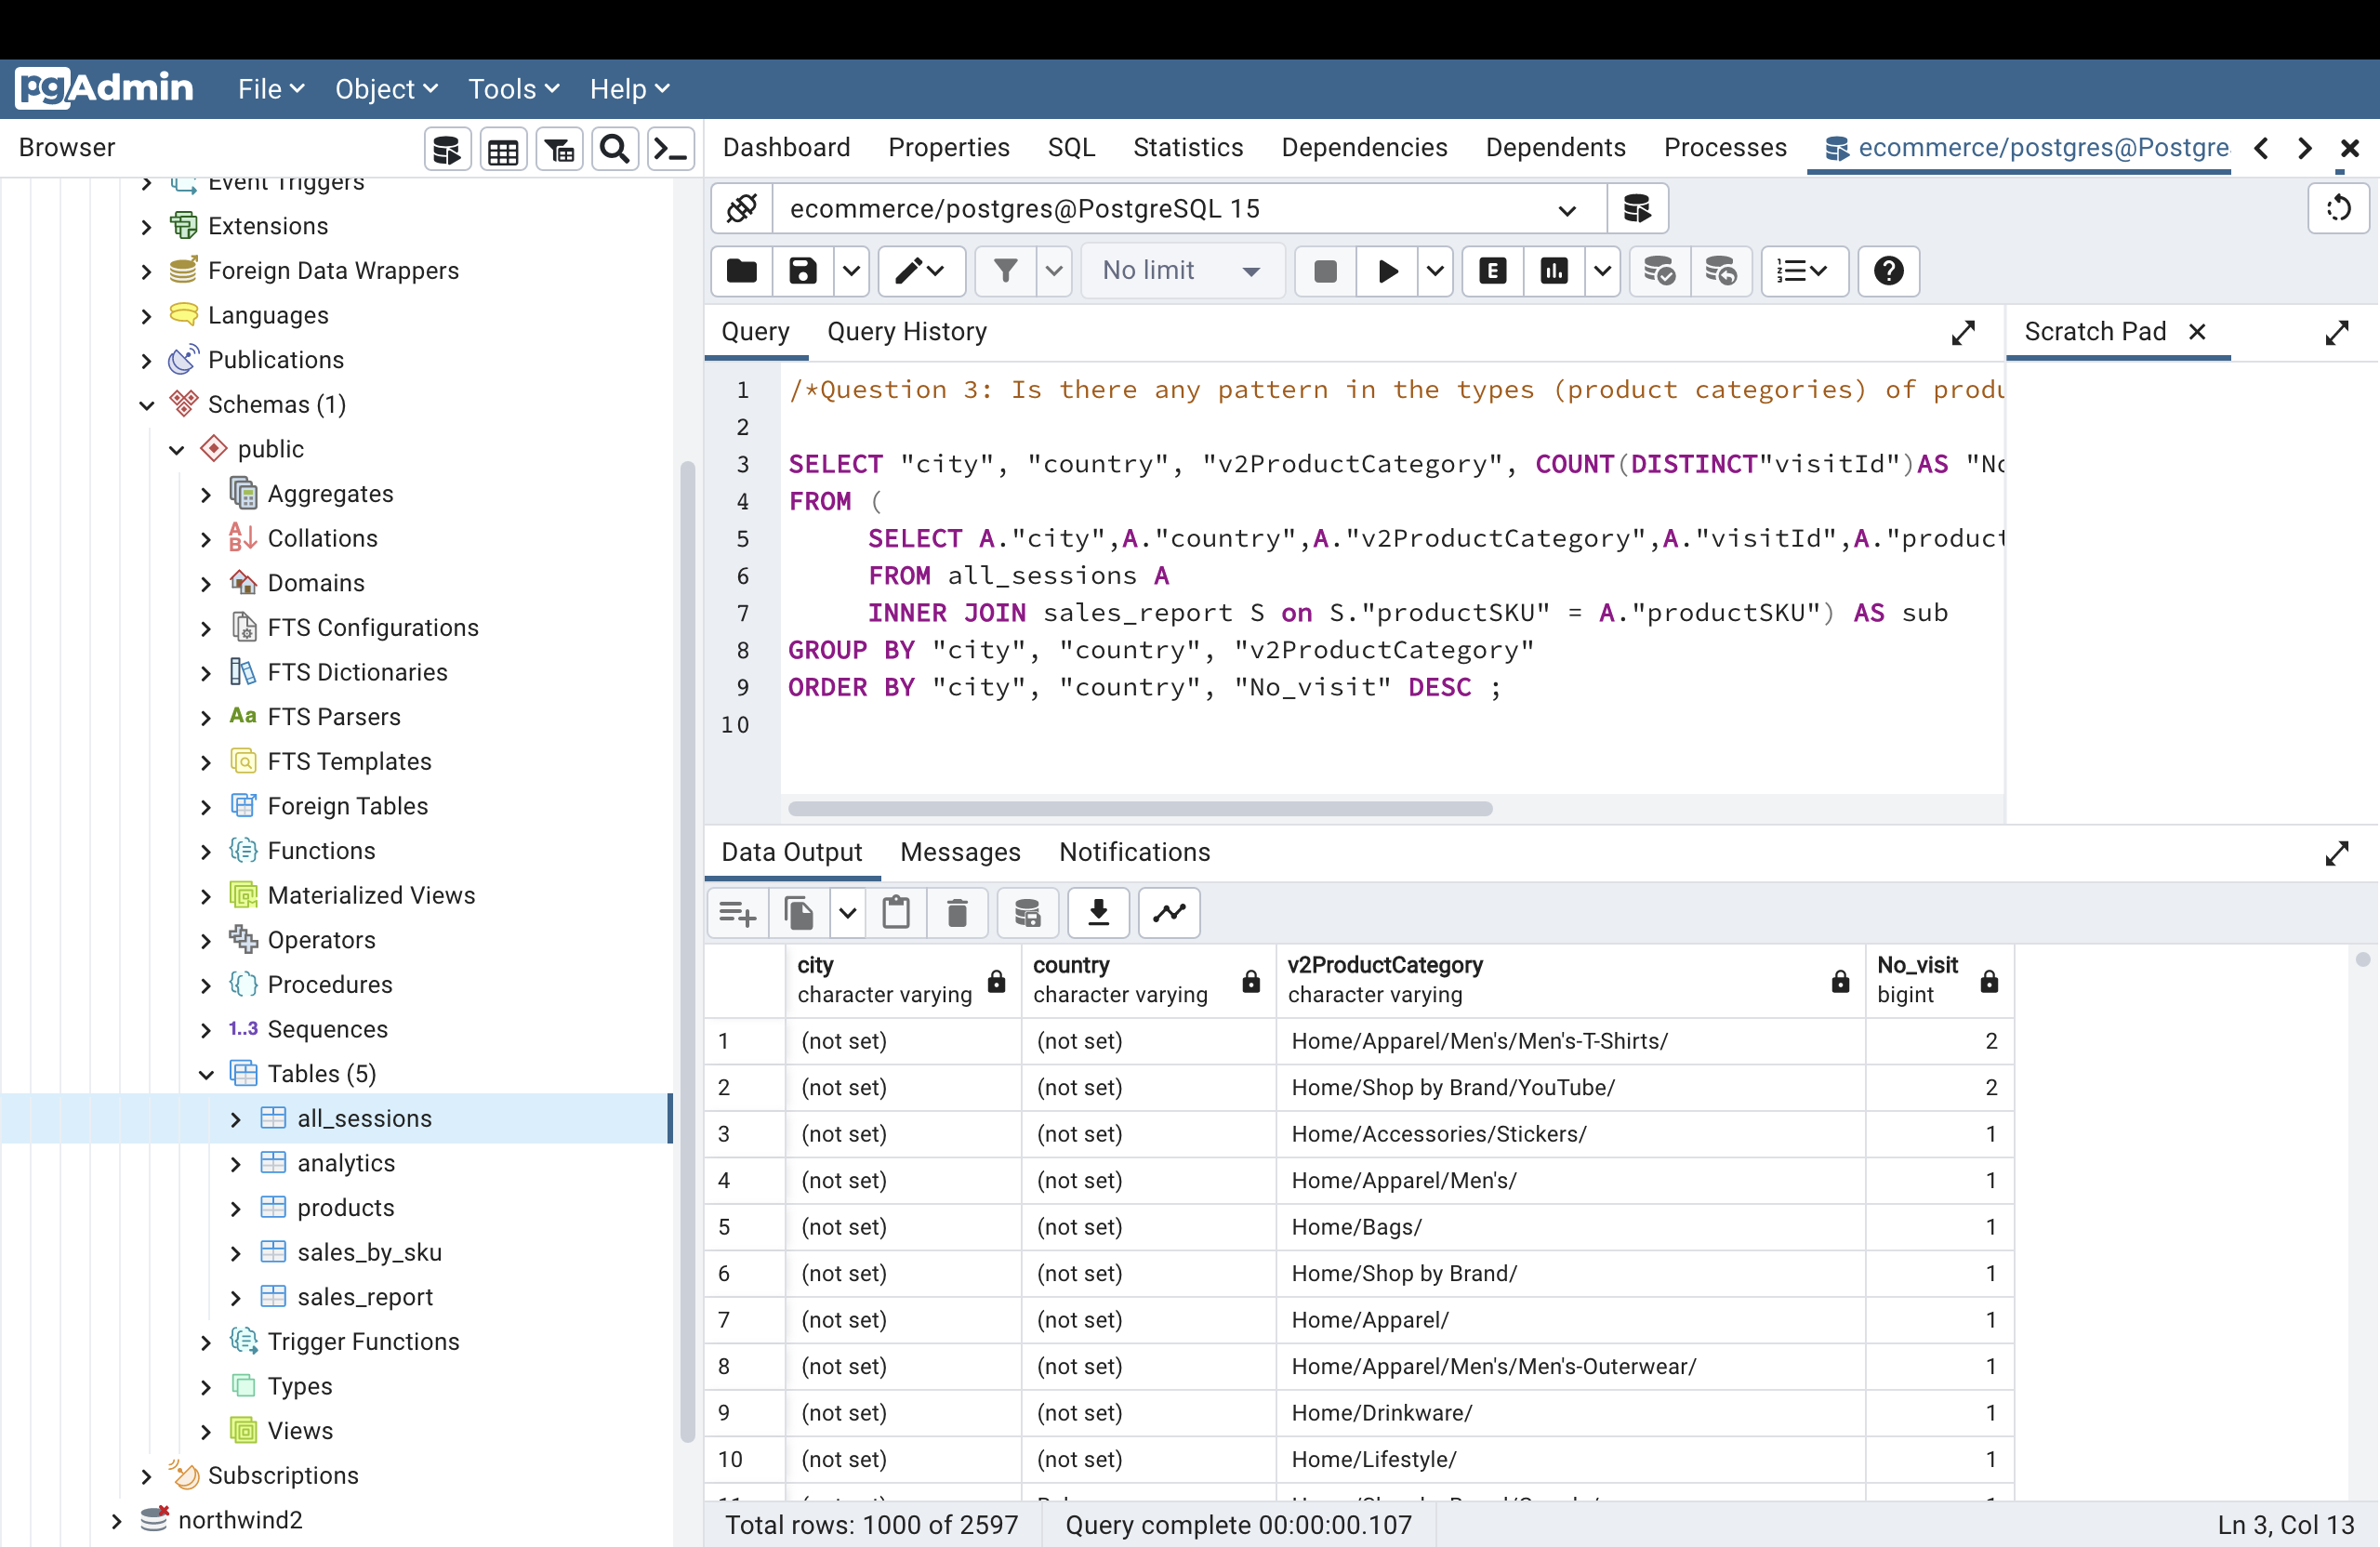 pgAdmin File Object Tools Help
Browser
Dashboard Properties SQL Statistics Dependencies Dependents Processes ecommerce/postgres@Postgre
Event Triggers
Extensions
Foreign Data Wrappers
Languages
Publications
Schemas (1)
public
Aggregates
Collations
Domains
FTS Configurations
FTS Dictionaries
Aa FTS Parsers
FTS Templates
Foreign Tables
Functions
Materialized Views
Operators
Procedures
1..3 Sequences
Tables (5)
all_sessions
analytics
products
sales_by_sku
sales_report
Trigger Functions
Types
Views
Subscriptions
northwind2
ecommerce/postgres@PostgreSQL 15
No limit
E
Query Query History
Scratch Pad
1 /*Question 3: Is there any pattern in the types (product categories) of produ
2
3 SELECT "city", "country", "v2ProductCategory", COUNT(DISTINCT"visitId")AS "No
4 FROM (
5 SELECT A."city",A."country",A."v2ProductCategory",A."visitId",A."product
6 FROM all_sessions A
7 INNER JOIN sales_report S on S."productSKU" = A."productSKU") AS sub
8 GROUP BY "city", "country", "v2ProductCategory"
9 ORDER BY "city", "country", "No_visit" DESC ;
10
Data Output Messages Notifications
city country v2ProductCategory No_visit
character varying character varying character varying bigint
1 (not set) (not set) Home/Apparel/Men's/Men's-T-Shirts/ 2
2 (not set) (not set) Home/Shop by Brand/YouTube/ 2
3 (not set) (not set) Home/Accessories/Stickers/ 1
4 (not set) (not set) Home/Apparel/Men's/ 1
5 (not set) (not set) Home/Bags/ 1
6 (not set) (not set) Home/Shop by Brand/ 1
7 (not set) (not set) Home/Apparel/ 1
8 (not set) (not set) Home/Apparel/Men's/Men's-Outerwear/ 1
9 (not set) (not set) Home/Drinkware/ 1
10 (not set) (not set) Home/Lifestyle/ 1
Total rows: 1000 of 2597 Query complete 00:00:00.107 Ln 3, Col 13